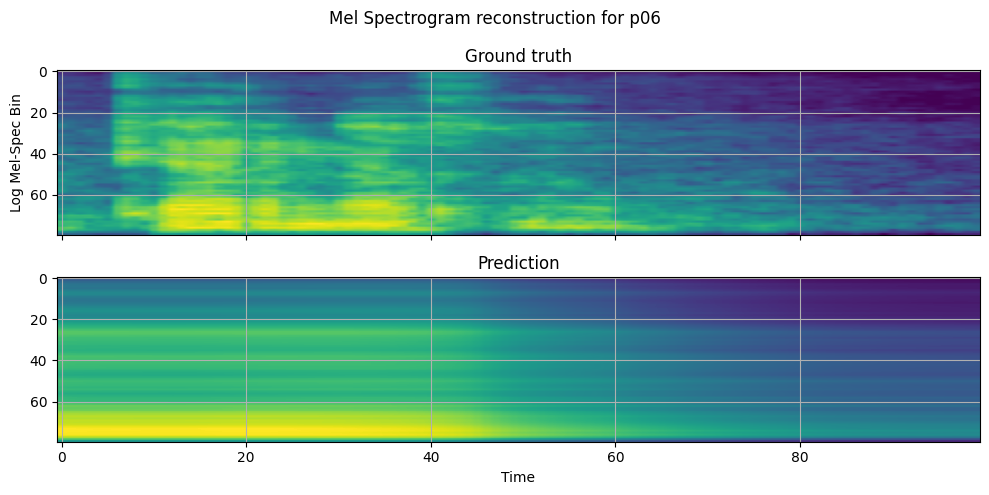 Mel Spectrogram reconstruction for p06
Ground truth
0
20
40
60
Log Mel-Spec Bin
Prediction
0
20
40
60
0 20 40 60 80
Time